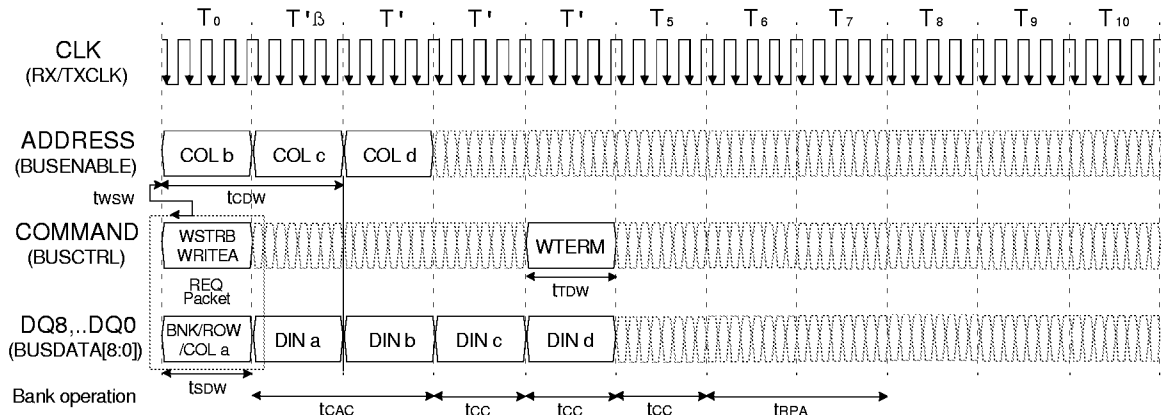 T0 T'ß T' T' T' T5 T6 T7 T8 T9 T10
CLK
(RX/TXCLK)
ADDRESS
(BUSENABLE)
COL b COL c COL d
tWSW tCDW
COMMAND
(BUSCTRL)
WSTRB
WRITEA
WTERM
tTDW
REQ
Packet
DQ8,..DQ0
(BUSDATA[8:0])
BNK/ROW
/COL a
DIN a DIN b DIN c DIN d
tSDW
Bank operation
tCAC tCC tCC tCC tRPA